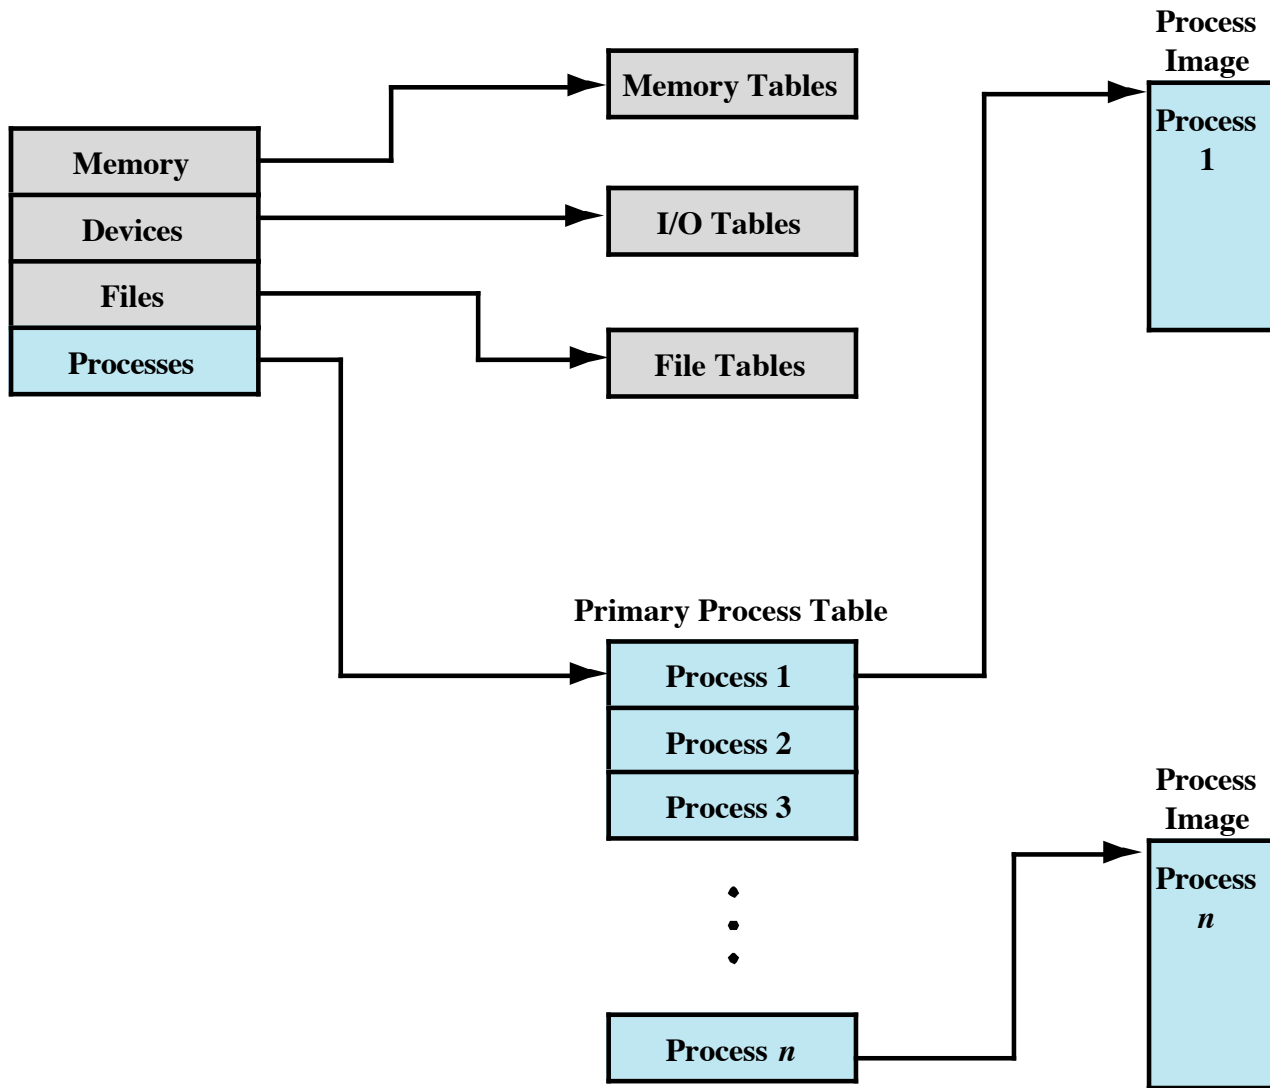 Memory
Devices
Files
Processes
Memory Tables
I/O Tables
File Tables
Primary Process Table
Process 1
Process 2
Process 3
Process n
Process
Image
Process
1
Process
Image
Process
n